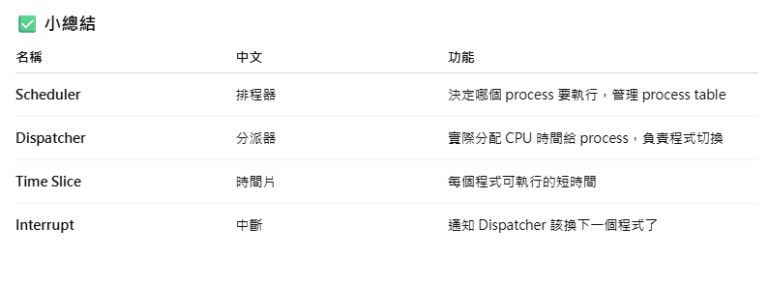 ✅ 小總結
名稱 中文 功能
Scheduler 排程器 決定哪個 process 要執行，管理 process table
Dispatcher 分派器 實際分配 CPU 時間給 process，負責程式切換
Time Slice 時間片 每個程式可執行的短時間
Interrupt 中斷 通知 Dispatcher 該換下一個程式了